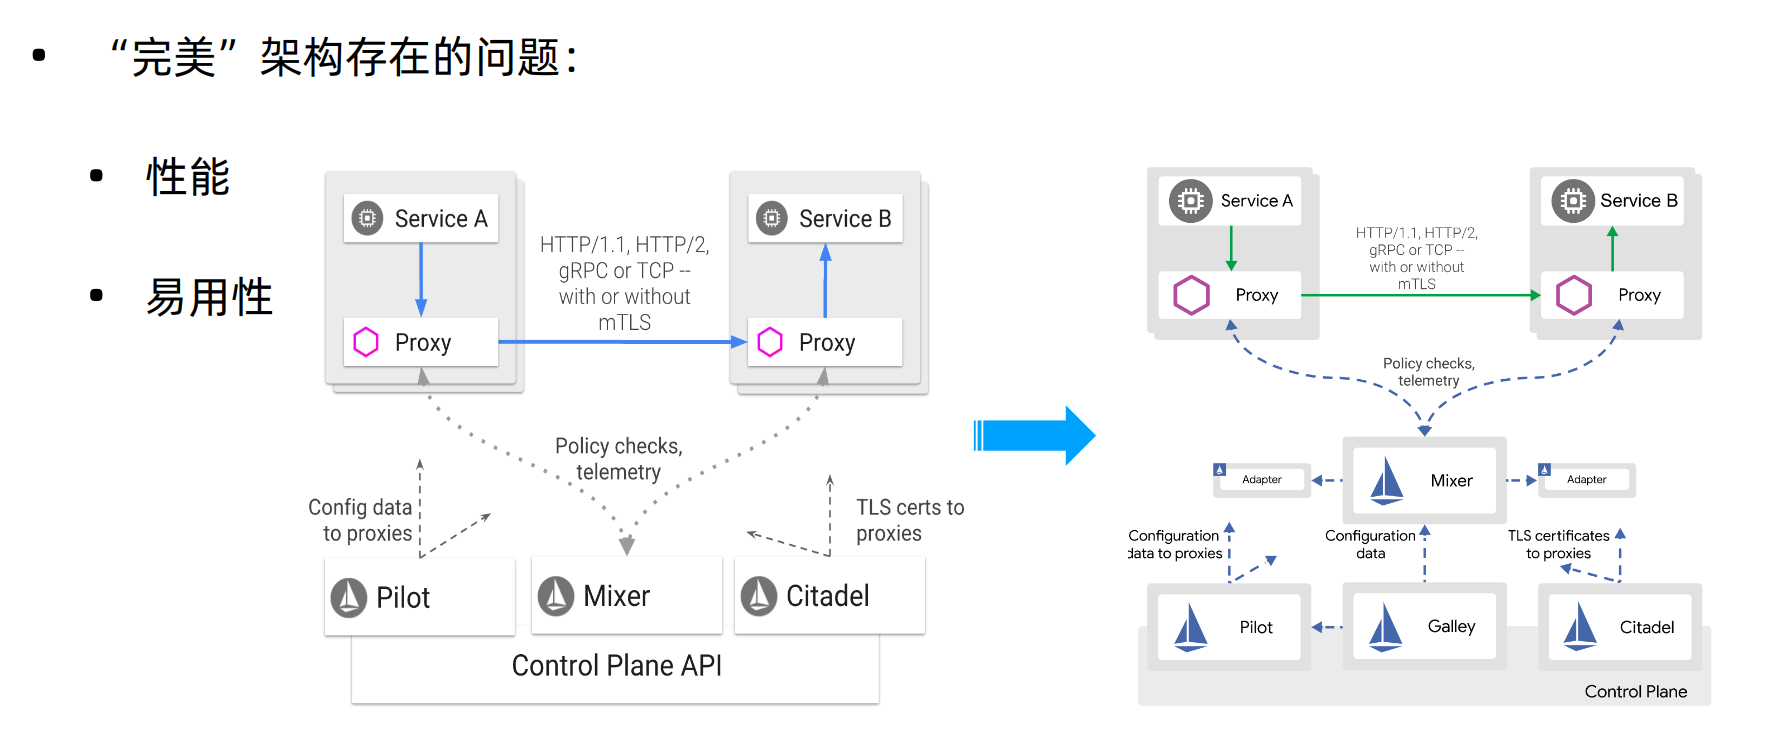 “完美”架构存在的问题：
性能
易用性
Service A
Service B
HTTP/1.1, HTTP/2,
gRPC or TCP --
with or without
mTLS
Proxy
Proxy
Policy checks,
telemetry
Config data
to proxies
TLS certs to
proxies
Pilot
Mixer
Citadel
Control Plane API
Service A
Service B
HTTP/1.1, HTTP/2,
gRPC or TCP --
with or without
mTLS
Proxy
Proxy
Policy checks,
telemetry
Adapter
Mixer
Adapter
Configuration
data to proxies
Configuration
data
TLS certificates
to proxies
Pilot
Galley
Citadel
Control Plane